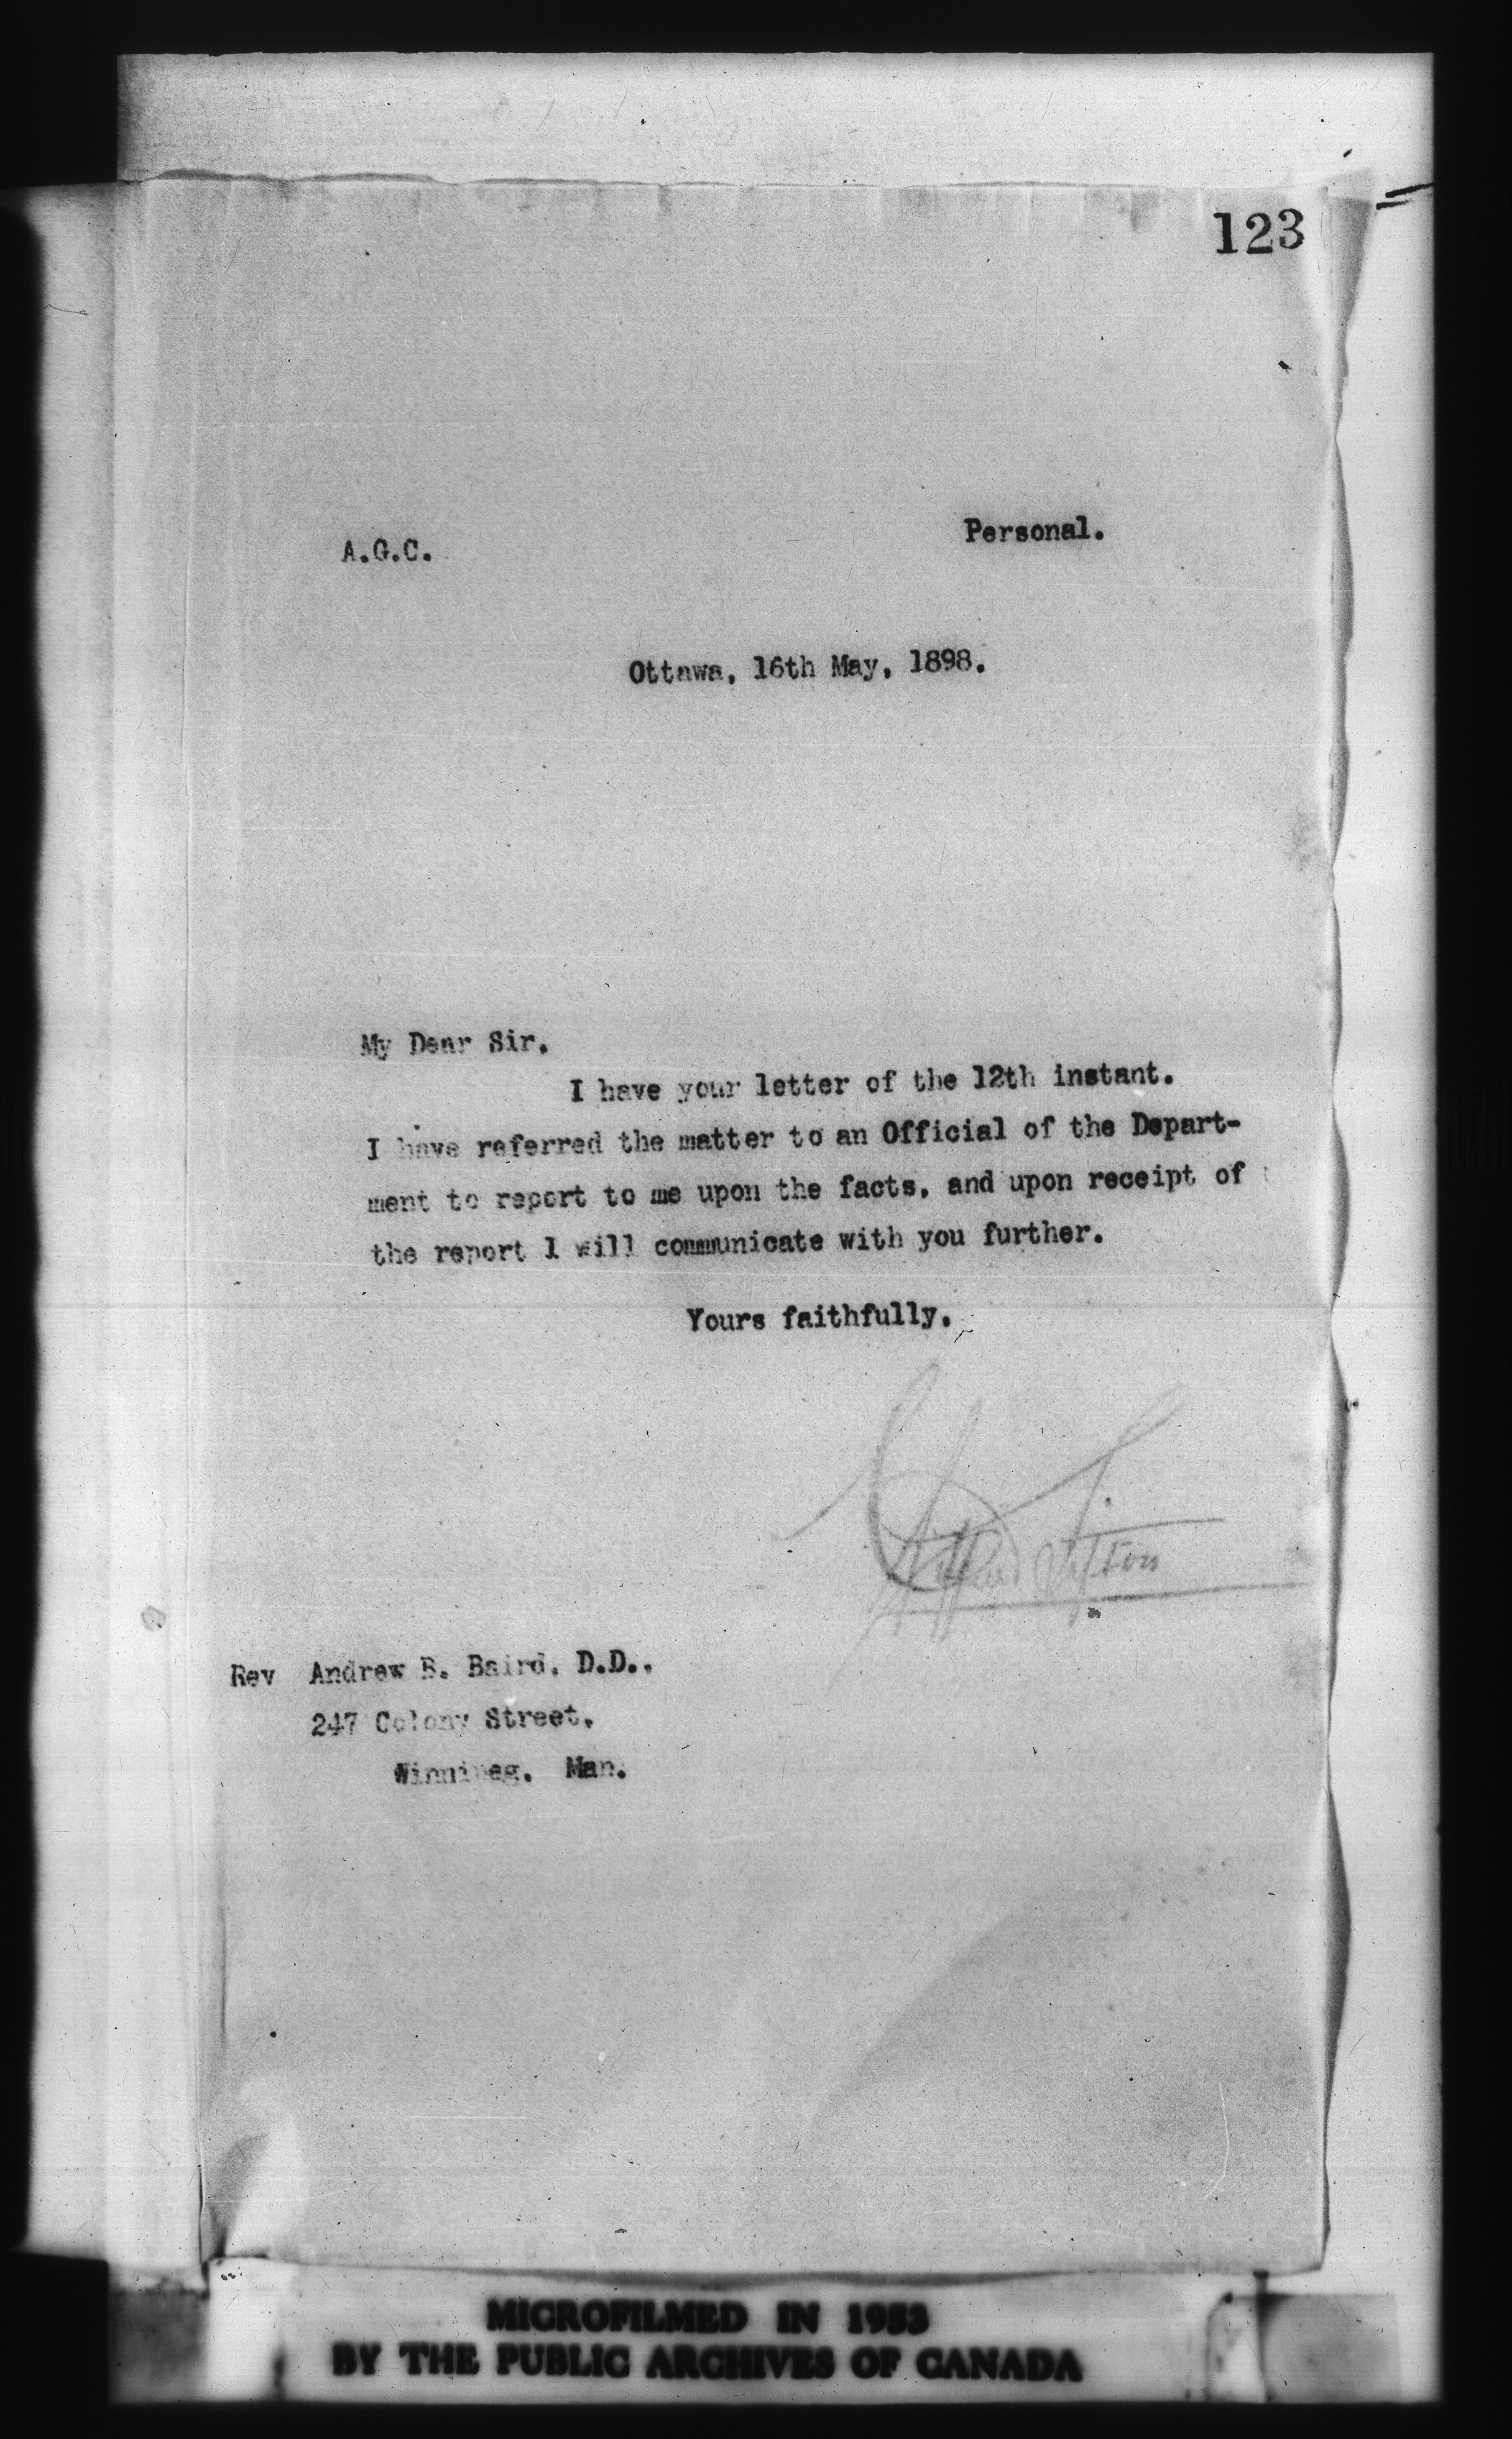 123
Personal.
A.G.C.
Ottawa, 16th May, 1898.
My Dear Sir,
I have your letter of the 12th instant.
I have referred the matter to an Official of the Depart-
ment to report to me upon the facts, and upon receipt of
the report I will communicate with you further.
Yours faithfully,
Clifford Sifton
Rev Andrew B. Baird, D.D.,
247 Colony Street,
Winnipeg, Man.
MICROFILMED IN 1953
BY THE PUBLIC ARCHIVES OF CANADA